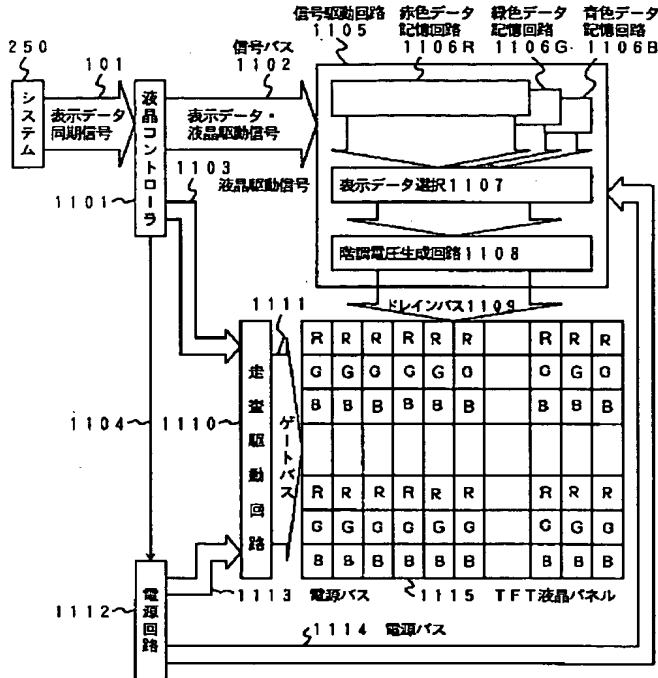 250
101
信号バス
1102
信号駆動回路
1105
赤色データ
記憶回路
1106R
緑色データ
記憶回路
1106G
青色データ
記憶回路
1106B
システム
表示データ
同期信号
液晶コントローラ
表示データ・
液晶駆動信号
1103
液晶駆動信号
1101
表示データ選択1107
階調電圧生成回路1108
ドレインバス1109
1111
1104
1110
走査駆動回路
ゲートバス
R R R R R R R R R
G G G G G G G G G
B B B B B B B B B
R R R R R R R R R
G G G G G G G G G
B B B B B B B B B
1112
電源回路
1113 電源バス
1115 TFT液晶パネル
1114 電源バス